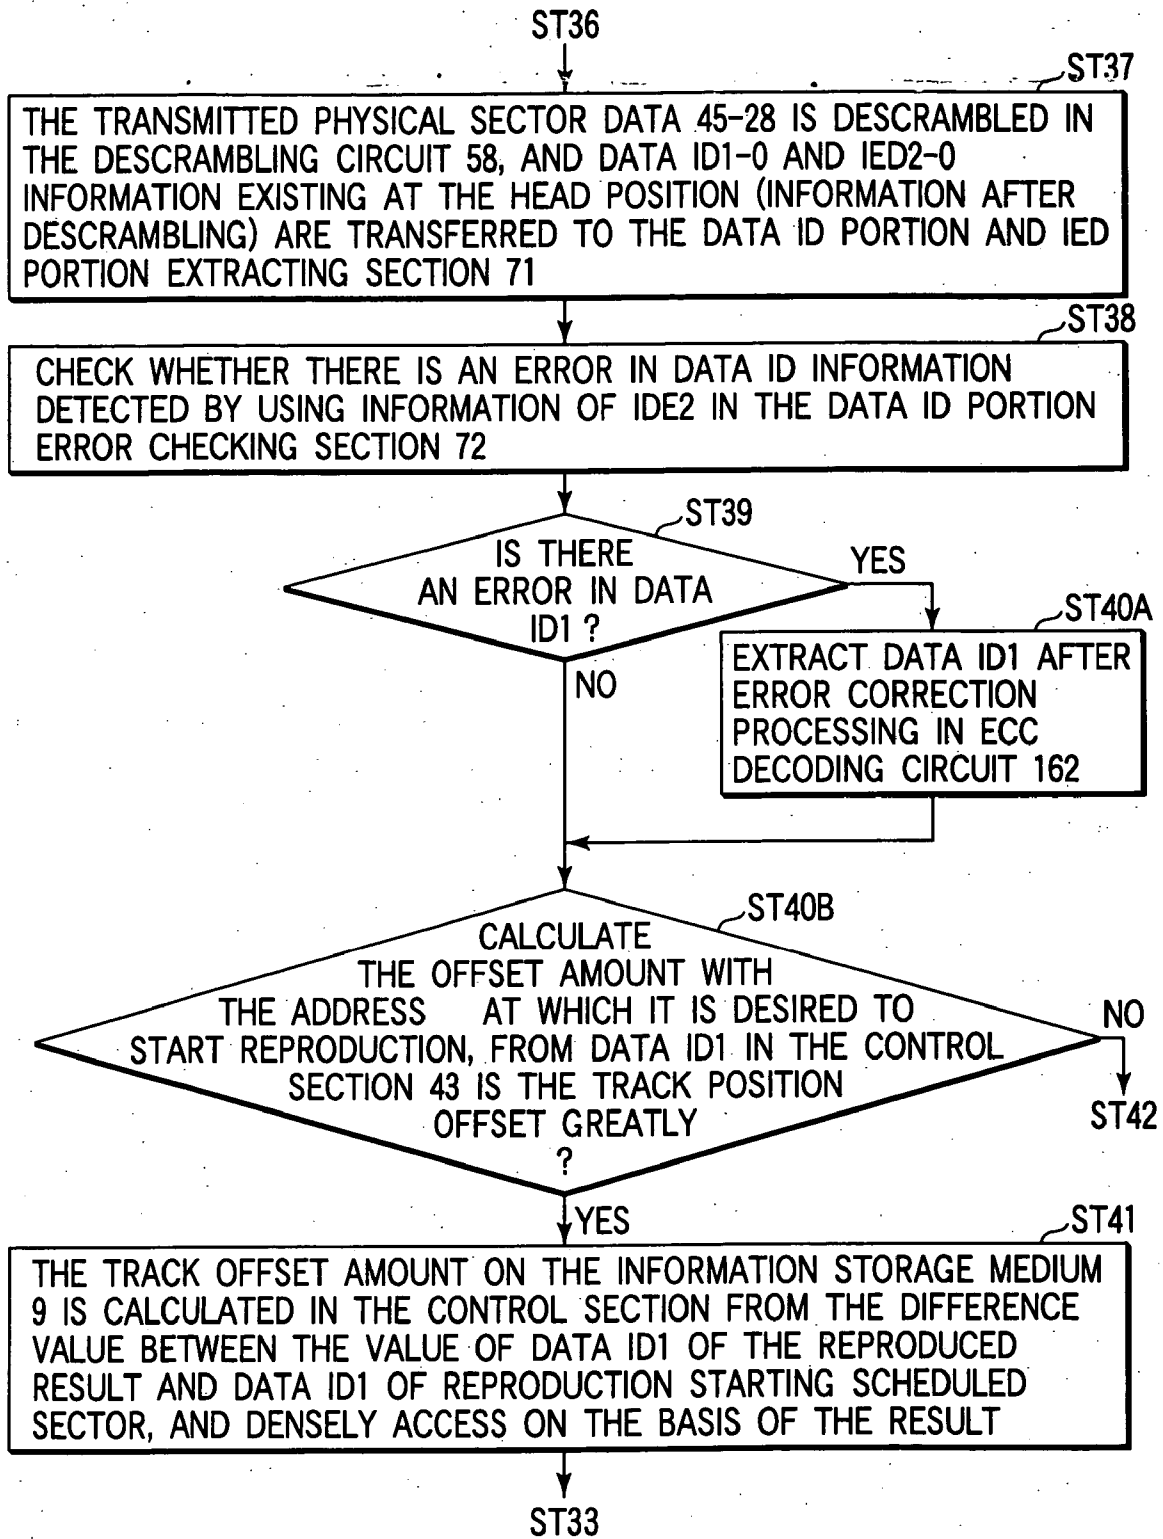 ST36
ST37
THE TRANSMITTED PHYSICAL SECTOR DATA 45-28 IS DESCRAMBLED IN
THE DESCRAMBLING CIRCUIT 58, AND DATA ID1-0 AND IED2-0
INFORMATION EXISTING AT THE HEAD POSITION (INFORMATION AFTER
DESCRAMBLING) ARE TRANSFERRED TO THE DATA ID PORTION AND IED
PORTION EXTRACTING SECTION 71
ST38
CHECK WHETHER THERE IS AN ERROR IN DATA ID INFORMATION
DETECTED BY USING INFORMATION OF IDE2 IN THE DATA ID PORTION
ERROR CHECKING SECTION 72
ST39
IS THERE
AN ERROR IN DATA
ID1 ?
YES
NO
ST40A
EXTRACT DATA ID1 AFTER
ERROR CORRECTION
PROCESSING IN ECC
DECODING CIRCUIT 162
ST40B
CALCULATE
THE OFFSET AMOUNT WITH
THE ADDRESS AT WHICH IT IS DESIRED TO
START REPRODUCTION, FROM DATA ID1 IN THE CONTROL
SECTION 43 IS THE TRACK POSITION
OFFSET GREATLY
?
NO
ST42
YES
ST41
THE TRACK OFFSET AMOUNT ON THE INFORMATION STORAGE MEDIUM
9 IS CALCULATED IN THE CONTROL SECTION FROM THE DIFFERENCE
VALUE BETWEEN THE VALUE OF DATA ID1 OF THE REPRODUCED
RESULT AND DATA ID1 OF REPRODUCTION STARTING SCHEDULED
SECTOR, AND DENSELY ACCESS ON THE BASIS OF THE RESULT
ST33